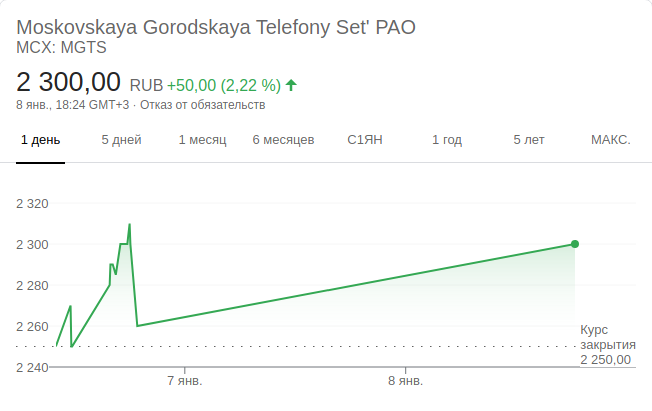 Moskovskaya Gorodskaya Telefony Set' PAO
MCX: MGTS
2 300,00 RUB +50,00 (2,22 %)
8 янв., 18:24 GMT+3 · Отказ от обязательств
1 день 5 дней 1 месяц 6 месяцев С1ЯН 1 год 5 лет МАКС.
2 320
2 300
2 280
2 260
2 240
Курс
закрытия
2 250,00
7 янв. 8 янв.